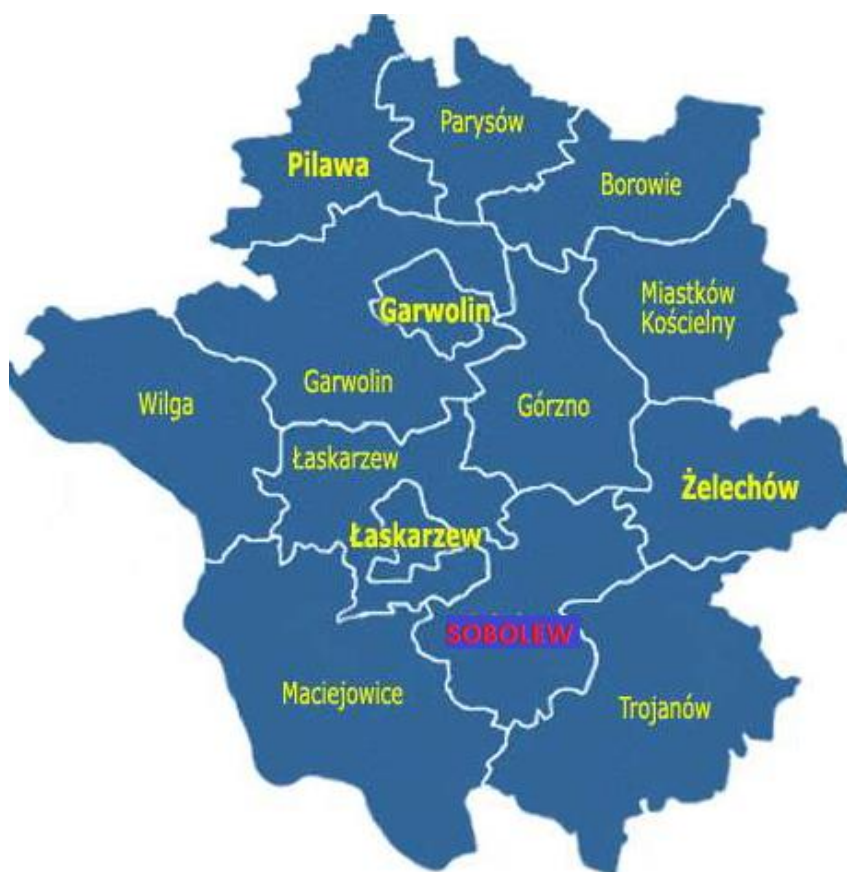 Parysów
Pilawa
Borowie
Miastków
Kościelny
Garwolin
Garwolin
Wilga
Górzno
Łaskarzew
Żelechów
Łaskarzew
SOBOLEW
Maciejowice
Trojanów